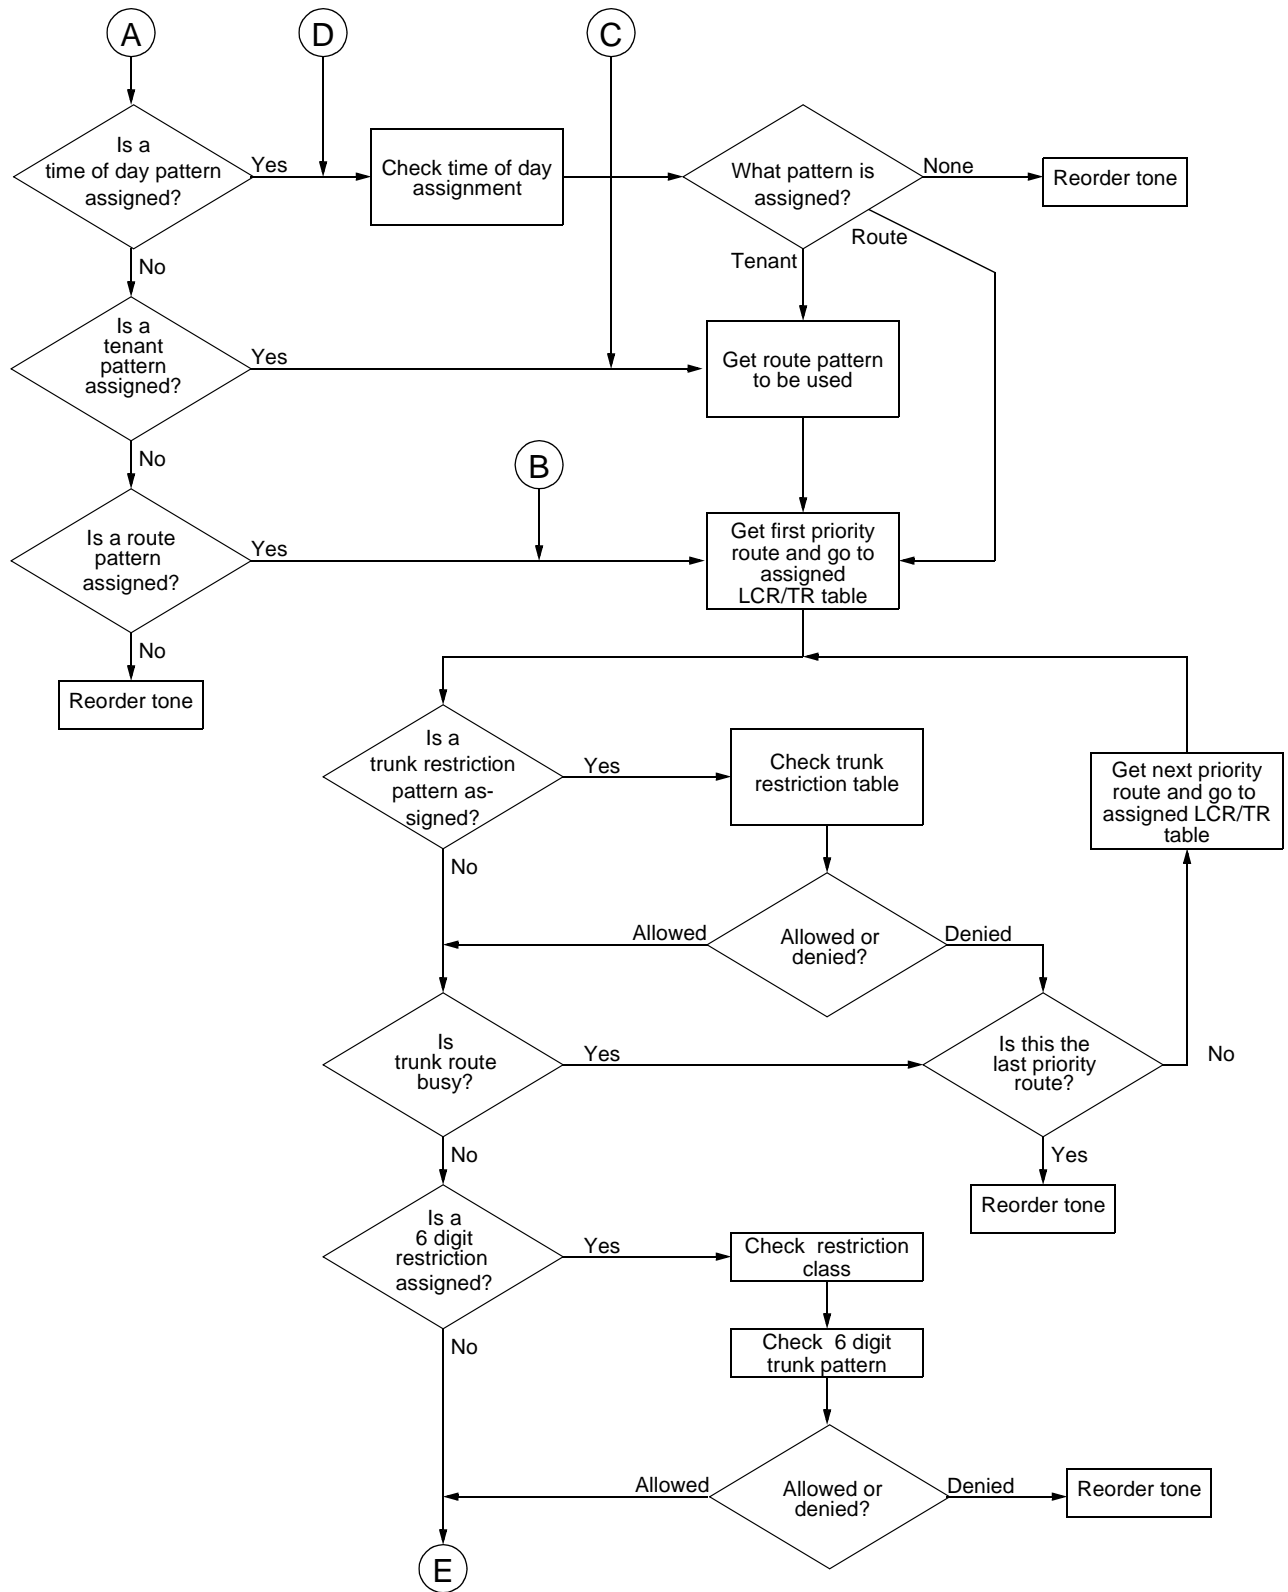 A
D
C
Is a
time of day pattern
assigned?
Yes
Check time of day
assignment
What pattern is
assigned?
None
Reorder tone
Route
Tenant
No
Is a
tenant
pattern
assigned?
Yes
Get route pattern
to be used
No
B
Is a route
pattern
assigned?
Yes
Get first priority
route and go to
assigned
LCR/TR table
No
Reorder tone
Is a
trunk restriction
pattern as-
signed?
Yes
Check trunk
restriction table
Get next priority
route and go to
assigned LCR/TR
table
No
Allowed
Allowed or
denied?
Denied
Is
trunk route
busy?
Yes
Is this the
last priority
route?
No
No
Yes
Reorder tone
Is a
6 digit
restriction
assigned?
Yes
Check restriction
class
No
Check 6 digit
trunk pattern
Allowed
Allowed or
denied?
Denied
Reorder tone
E